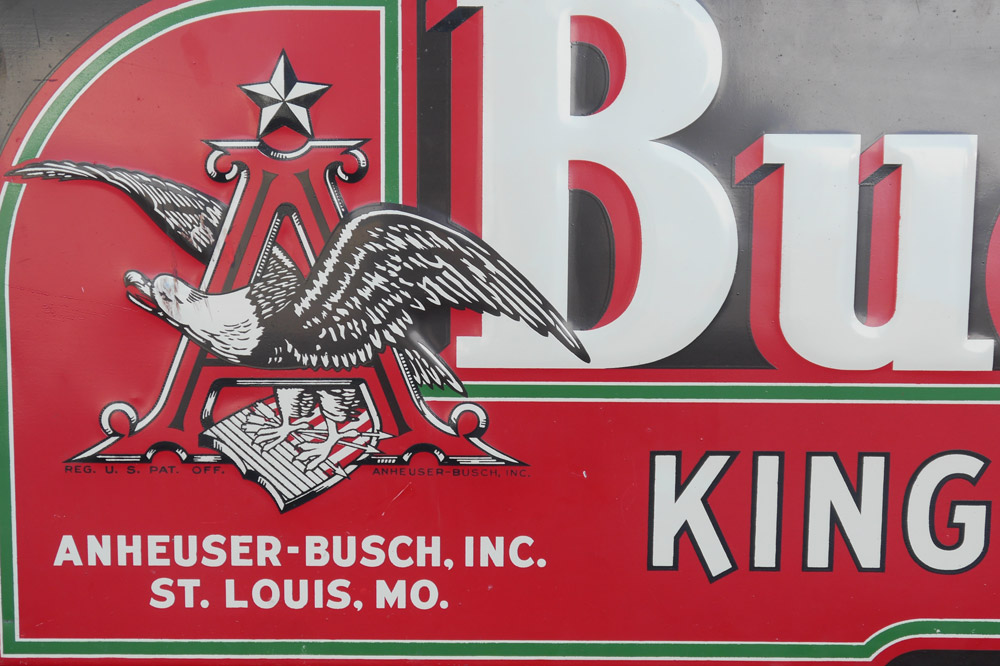 Bu
A
REG. U. S. PAT. OFF.
ANHEUSER-BUSCH, INC.
KING
ANHEUSER-BUSCH, INC.
ST. LOUIS, MO.